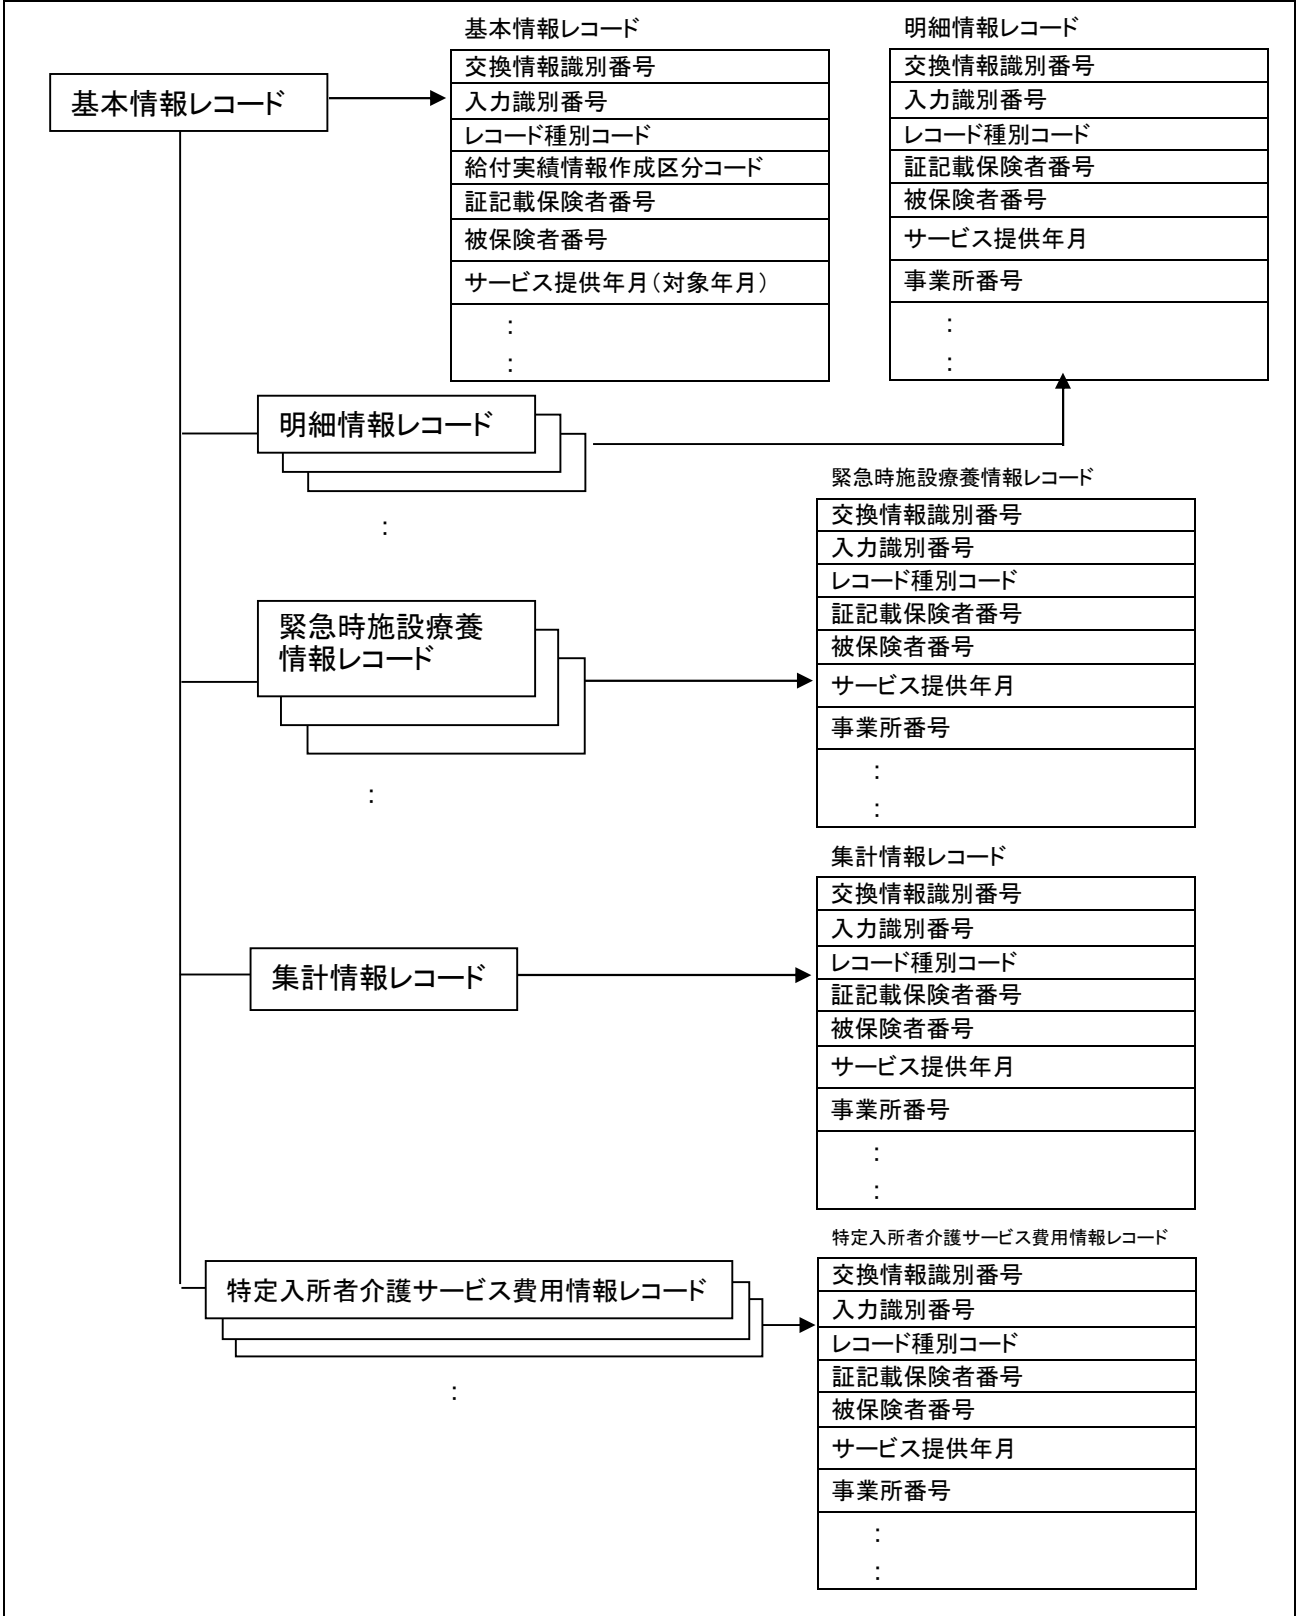 基本情報レコード
基本情報レコード
交換情報識別番号
入力識別番号
レコード種別コード
給付実績情報作成区分コード
証記載保険者番号
被保険者番号
サービス提供年月(対象年月)
:
:
明細情報レコード
交換情報識別番号
入力識別番号
レコード種別コード
証記載保険者番号
被保険者番号
サービス提供年月
事業所番号
:
:
明細情報レコード
:
緊急時施設療養
情報レコード
:
緊急時施設療養情報レコード
交換情報識別番号
入力識別番号
レコード種別コード
証記載保険者番号
被保険者番号
サービス提供年月
事業所番号
:
:
集計情報レコード
集計情報レコード
交換情報識別番号
入力識別番号
レコード種別コード
証記載保険者番号
被保険者番号
サービス提供年月
事業所番号
:
:
特定入所者介護サービス費用情報レコード
:
特定入所者介護サービス費用情報レコード
交換情報識別番号
入力識別番号
レコード種別コード
証記載保険者番号
被保険者番号
サービス提供年月
事業所番号
:
: